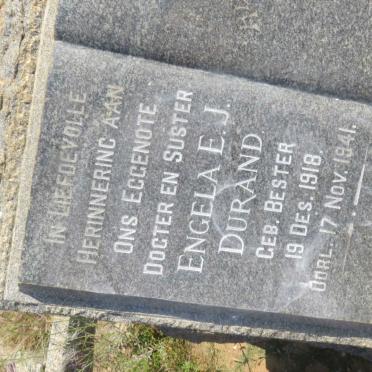 IN LIEFDEVOLLE
HERINNERING AAN
ONS EGGENOTE
DOGTER EN SUSTER
ENGELA E. J.
DURAND
GEB. BESTER
19 DES. 1918.
OORL. 17 NOV. 1941.